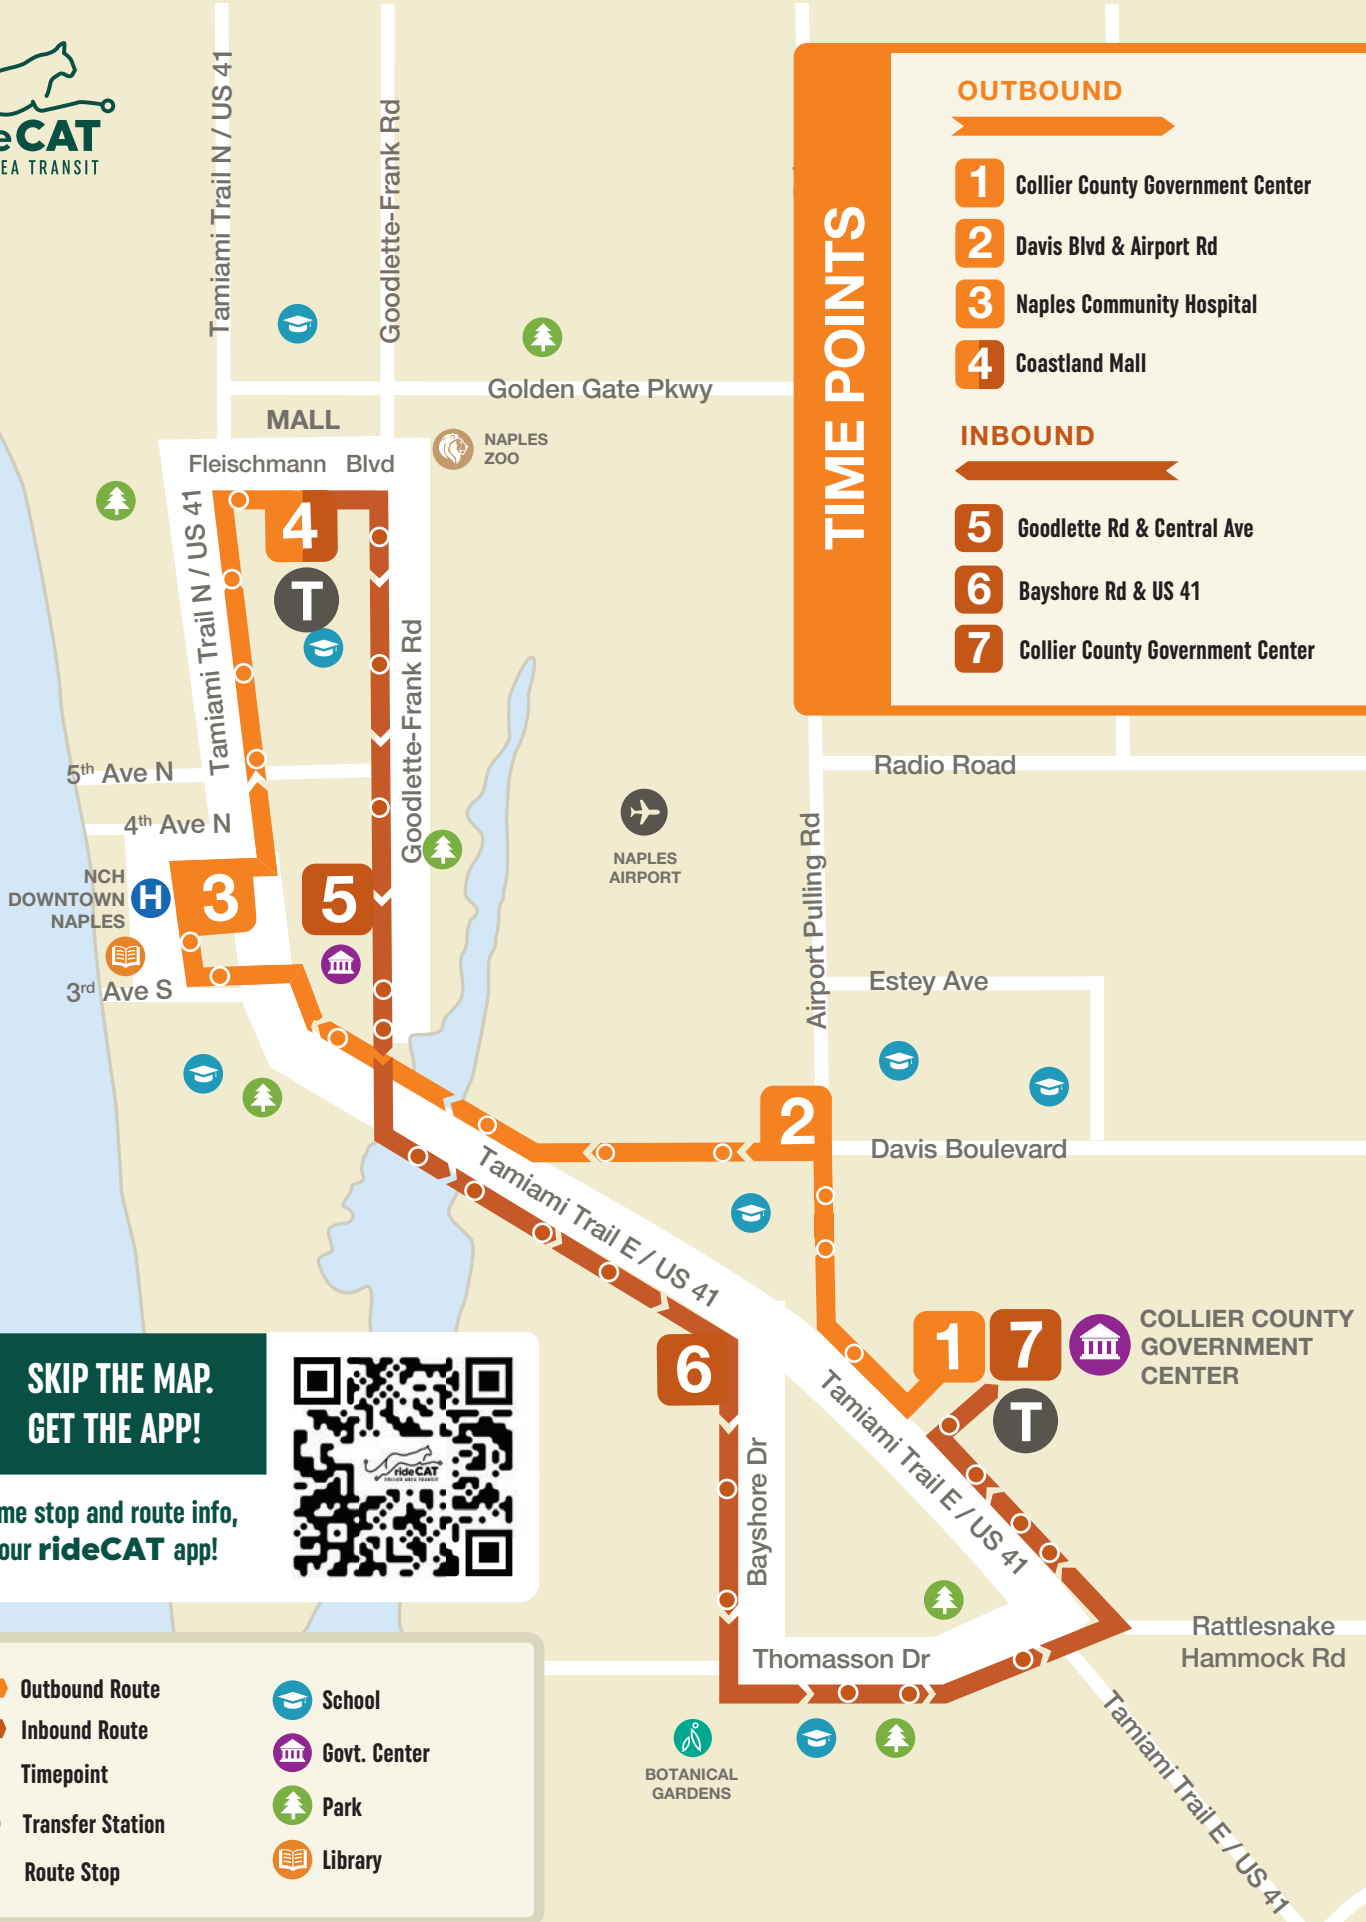 eCAT
EA TRANSIT
Tamiami Trail N / US 41
Goodlette-Frank Rd
TIME POINTS
OUTBOUND
1 Collier County Government Center
2 Davis Blvd & Airport Rd
3 Naples Community Hospital
4 Coastland Mall
INBOUND
5 Goodlette Rd & Central Ave
6 Bayshore Rd & US 41
7 Collier County Government Center
Golden Gate Pkwy
MALL
NAPLES
ZOO
Fleischmann Blvd
4
T
Tamiami Trail N / US 41
Goodlette-Frank Rd
5th Ave N
4th Ave N
NCH
DOWNTOWN
NAPLES
H
3
5
3rd Ave S
NAPLES
AIRPORT
Radio Road
Airport Pulling Rd
Estey Ave
2
Davis Boulevard
Tamiami Trail E / US 41
1
7
T
COLLIER COUNTY
GOVERNMENT
CENTER
6
Bayshore Dr
Tamiami Trail E / US 41
Thomasson Dr
Rattlesnake
Hammock Rd
Tamiami Trail E / US 41
BOTANICAL
GARDENS
SKIP THE MAP.
GET THE APP!
rideCAT
COLLIER AREA TRANSIT
me stop and route info,
our rideCAT app!
Outbound Route
Inbound Route
Timepoint
Transfer Station
Route Stop
School
Govt. Center
Park
Library